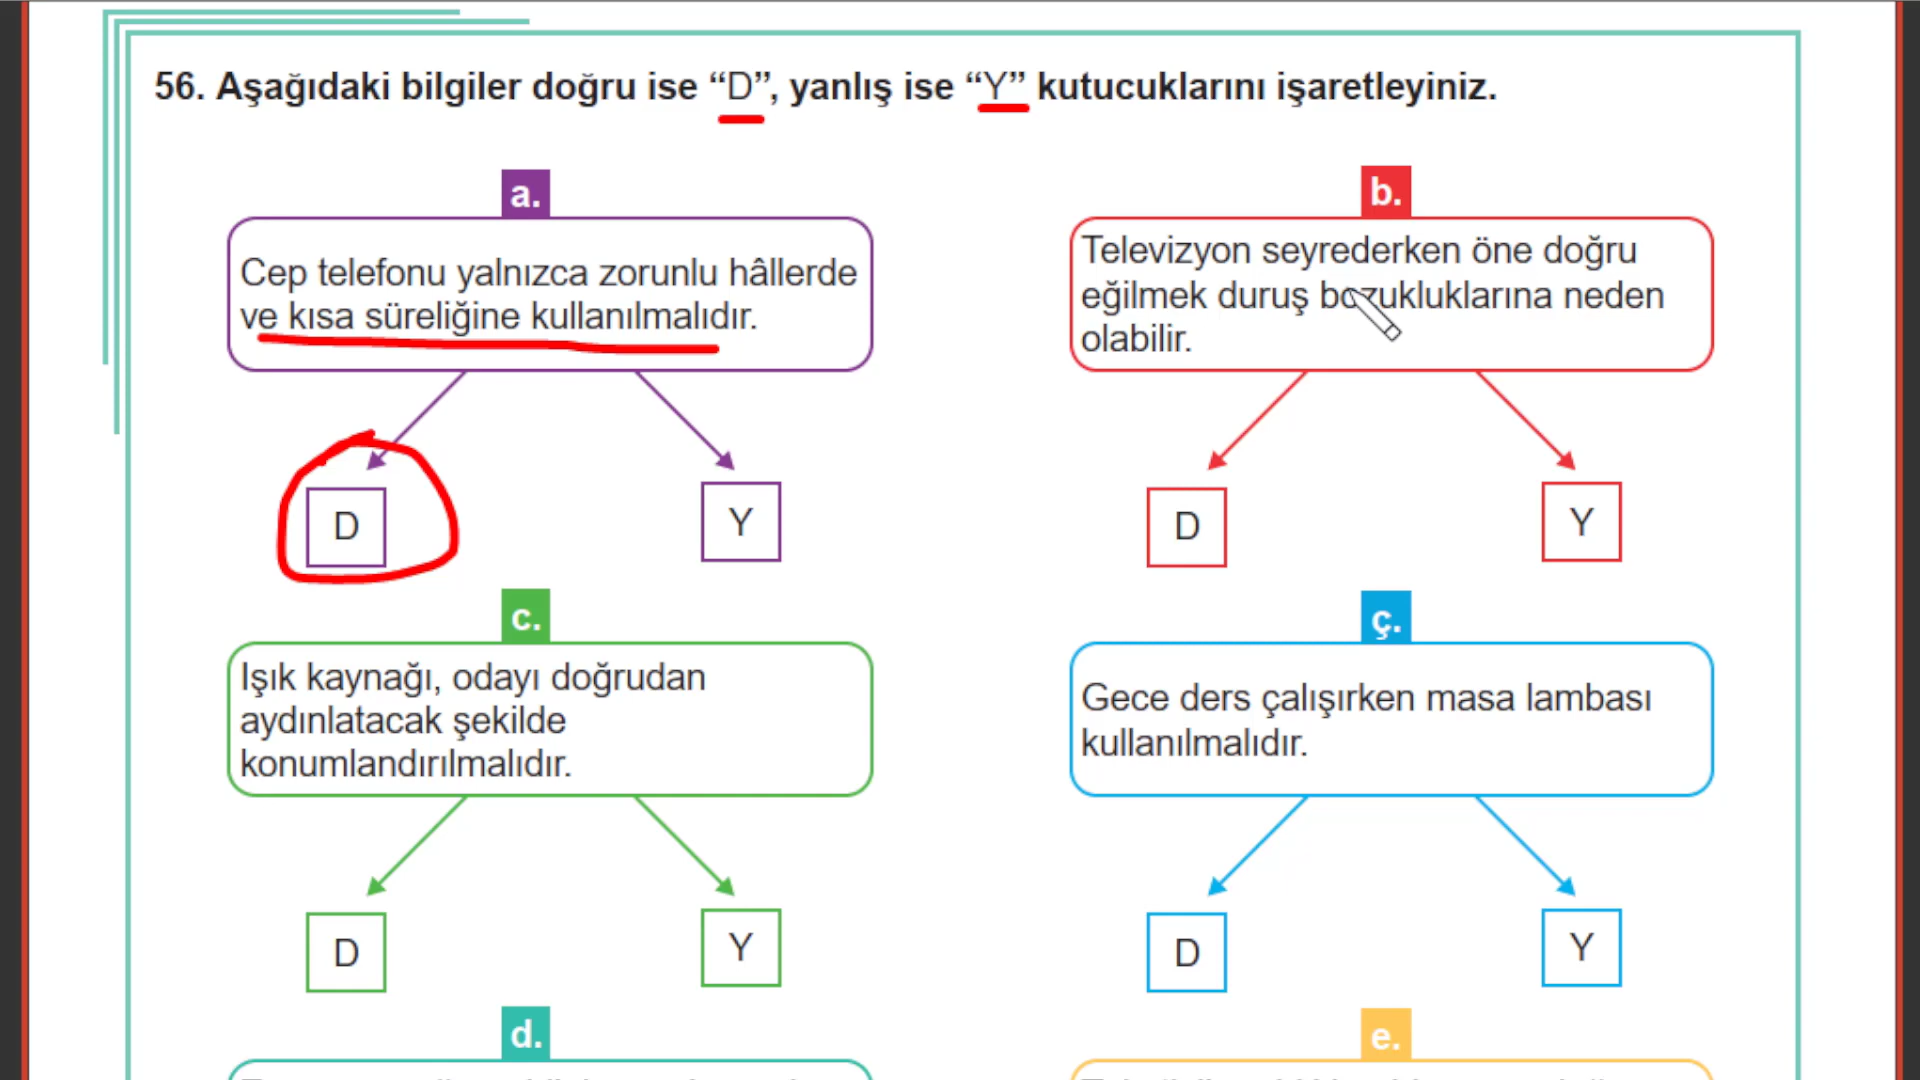 56. Aşağıdaki bilgiler doğru ise “D”, yanlış ise “Y” kutucuklarını işaretleyiniz.
a.
Cep telefonu yalnızca zorunlu hâllerde
ve kısa süreliğine kullanılmalıdır.
D
Y
b.
Televizyon seyrederken öne doğru
eğilmek duruş bozukluklarına neden
olabilir.
D
Y
c.
Işık kaynağı, odayı doğrudan
aydınlatacak şekilde
konumlandırılmalıdır.
D
Y
ç.
Gece ders çalışırken masa lambası
kullanılmalıdır.
D
Y
d.
e.